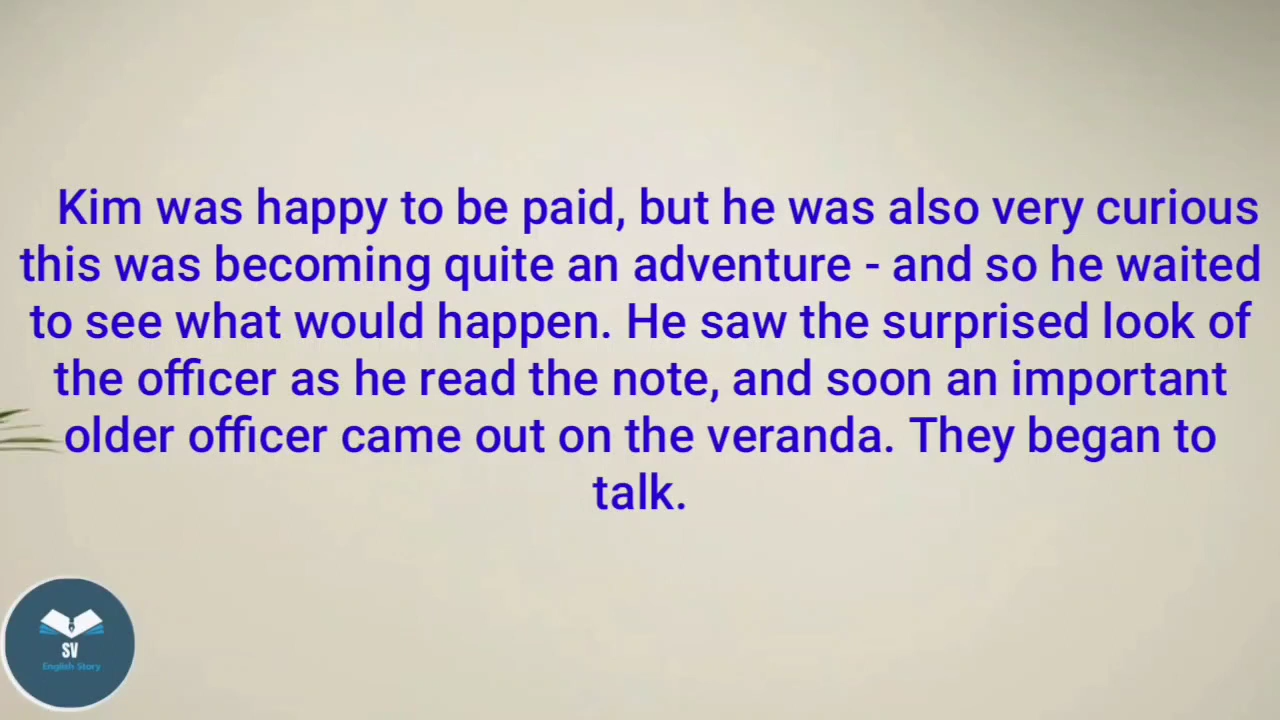 Kim was happy to be paid, but he was also very curious
this was becoming quite an adventure - and so he waited
to see what would happen. He saw the surprised look of
the officer as he read the note, and soon an important
older officer came out on the veranda. They began to
talk.
SV
English Story